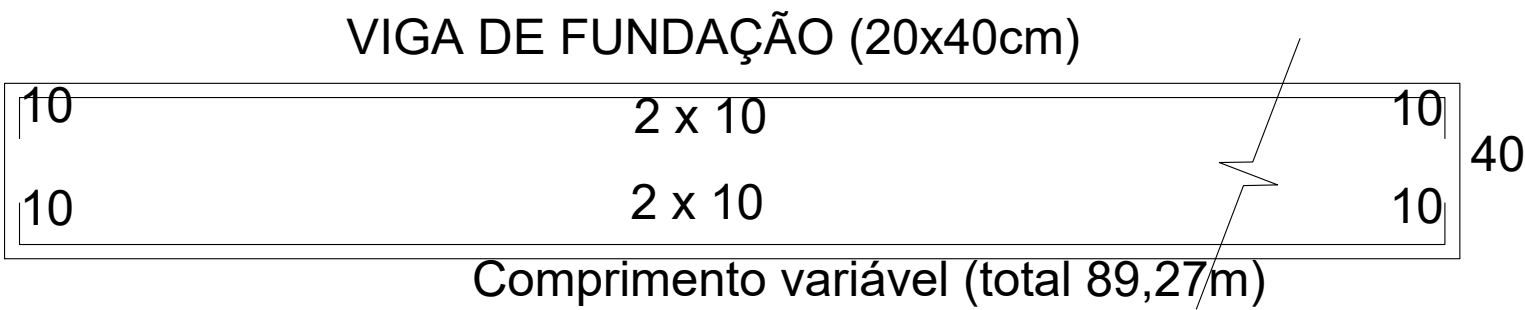 VIGA DE FUNDAÇÃO (20x40cm)
10 2 x 10 10
40
10 2 x 10 10
Comprimento variável (total 89,27m)